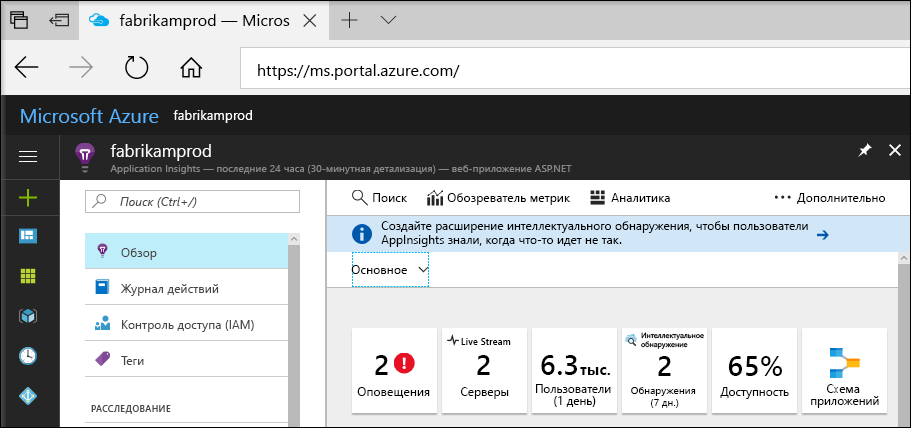 fabrikamprod — Micros
https://ms.portal.azure.com/
Microsoft Azure fabrikamprod
fabrikamprod
Application Insights — последние 24 часа (30-минутная детализация) — веб-приложение ASP.NET
Поиск (Ctrl+/)
Обзор
Журнал действий
Контроль доступа (IAM)
Теги
РАССЛЕДОВАНИЕ
Поиск Обозреватель метрик Аналитика ... Дополнительно
Создайте расширение интеллектуального обнаружения, чтобы пользователи
AppInsights знали, когда что-то идет не так.
Основное
2
Оповещения
Live Stream
2
Серверы
6.3 тыс.
Пользователи
(1 день)
Интеллектуальное
обнаружение
2
Обнаружения
(7 дн.)
65%
Доступность
Схема
приложений